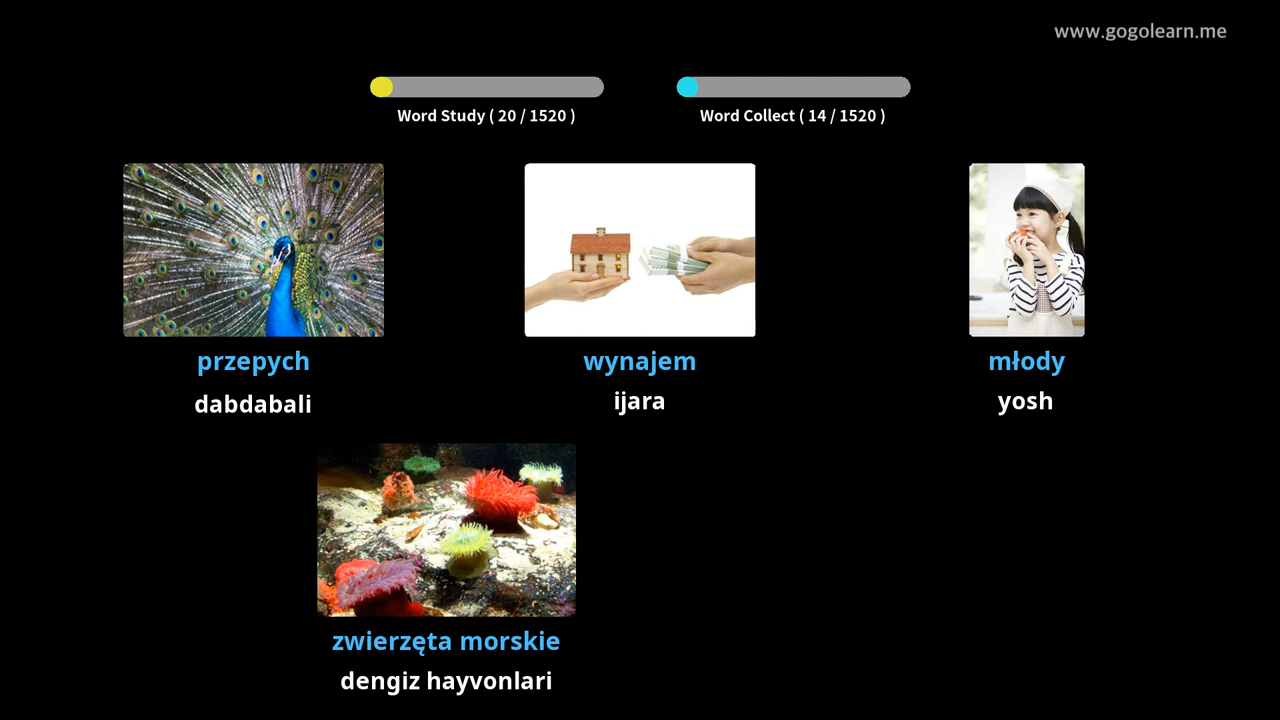 www.gogolearn.me
Word Study ( 20 / 1520 )
Word Collect ( 14 / 1520 )
przepych
wynajem
młody
dabdabali
ijara
yosh
zwierzęta morskie
dengiz hayvonlari